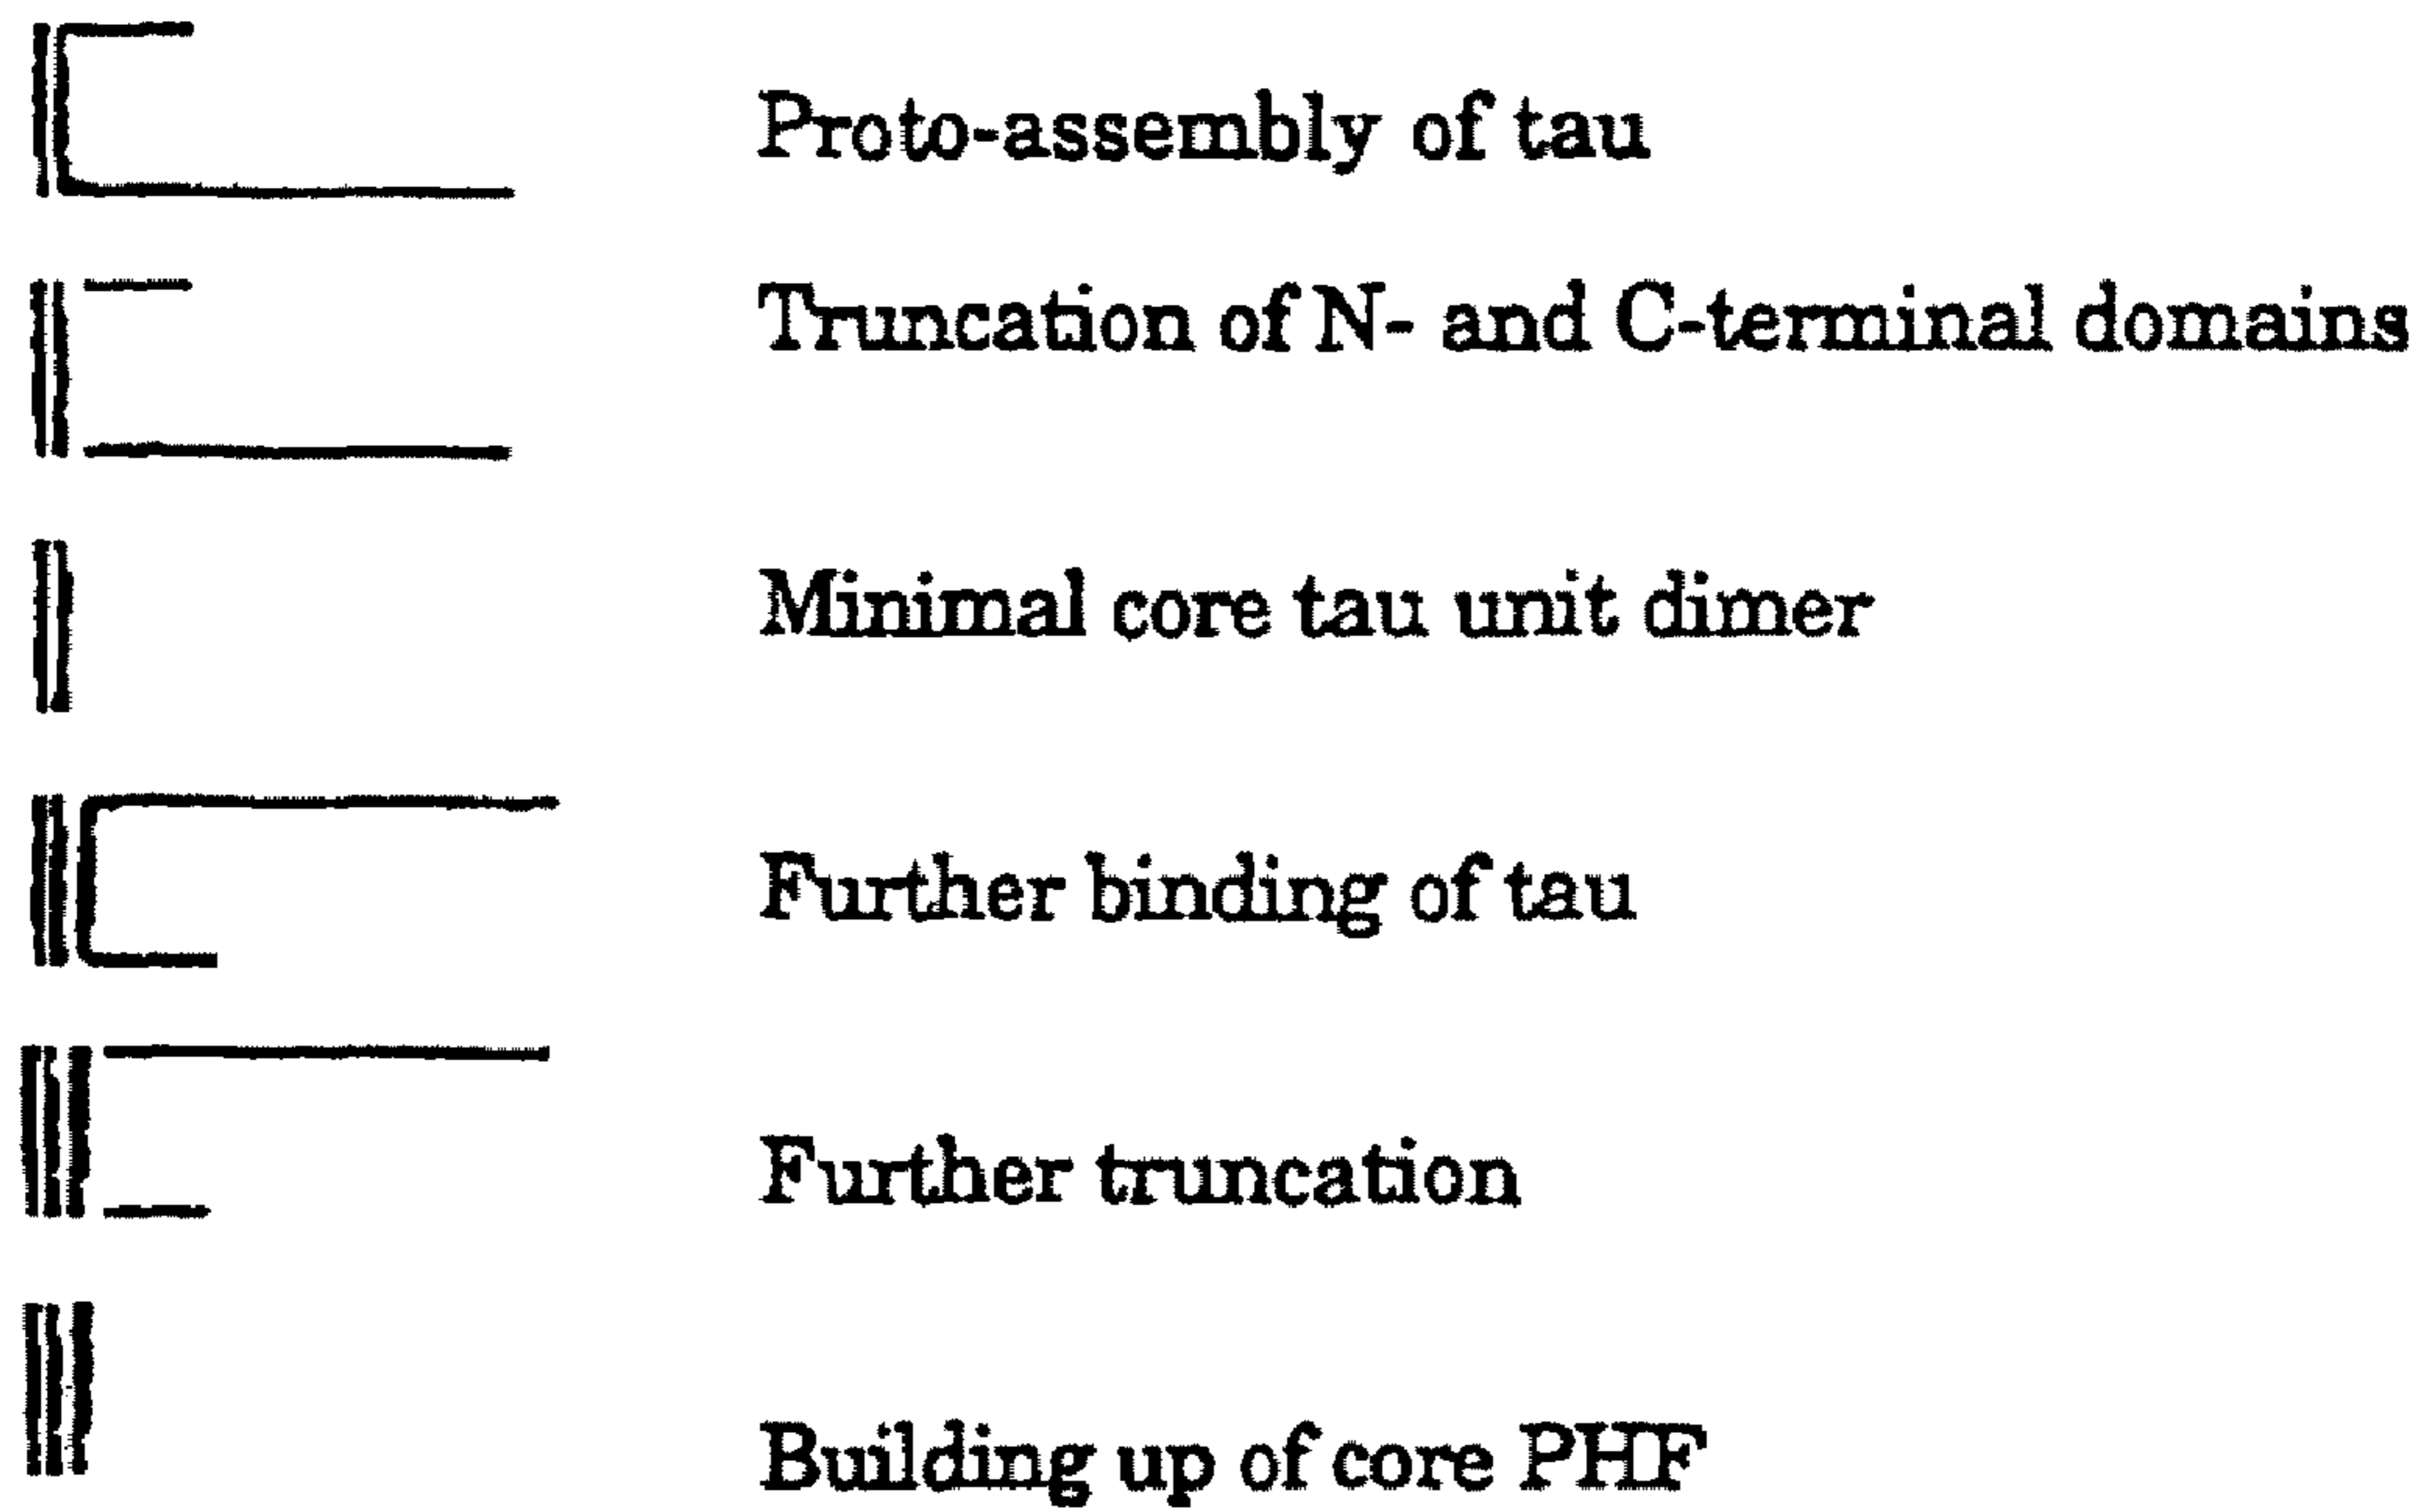 Proto-assembly of tau
Truncation of N- and C-terminal domains
Minimal core tau unit dimer
Further binding of tau
Further truncation
Building up of core PHF